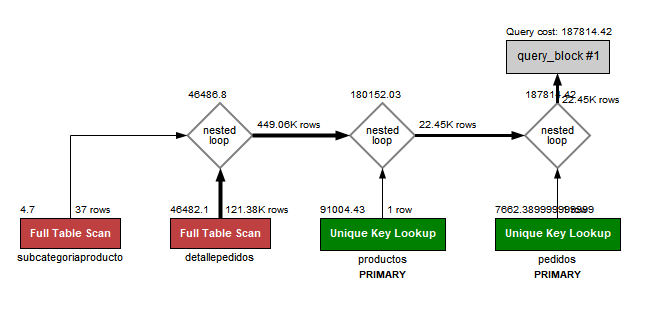 Query cost: 187814.42
query_block #1
46486.8
180152.03
187814.42
22.45K rows
nested
loop
449.06K rows
nested
loop
22.45K rows
nested
loop
4.7
37 rows
46482.1
121.38K rows
91004.43
1 row
7662.389999999999
Full Table Scan
Full Table Scan
Unique Key Lookup
Unique Key Lookup
subcategoriaproducto
detallepedidos
productos
pedidos
PRIMARY
PRIMARY